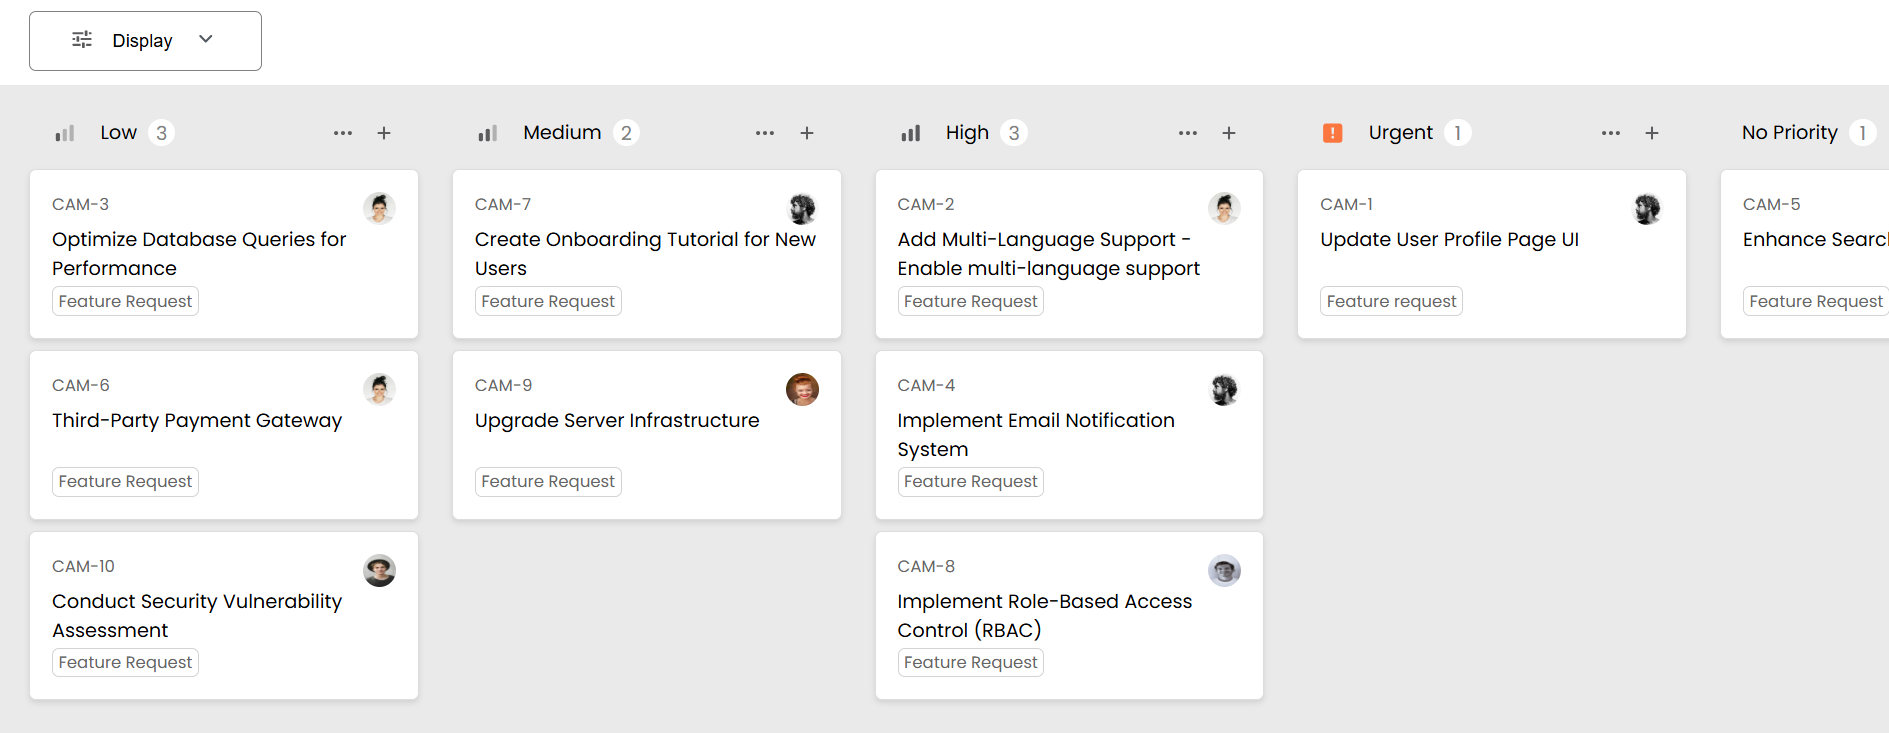 Display
Low 3
CAM-3
Optimize Database Queries for
Performance
Feature Request
CAM-6
Third-Party Payment Gateway
Feature Request
CAM-10
Conduct Security Vulnerability
Assessment
Feature Request
Medium 2
CAM-7
Create Onboarding Tutorial for New
Users
Feature Request
CAM-9
Upgrade Server Infrastructure
Feature Request
High 3
CAM-2
Add Multi-Language Support -
Enable multi-language support
Feature Request
CAM-4
Implement Email Notification
System
Feature Request
CAM-8
Implement Role-Based Access
Control (RBAC)
Feature Request
Urgent 1
CAM-1
Update User Profile Page UI
Feature request
No Priority 1
CAM-5
Enhance Search
Feature Request